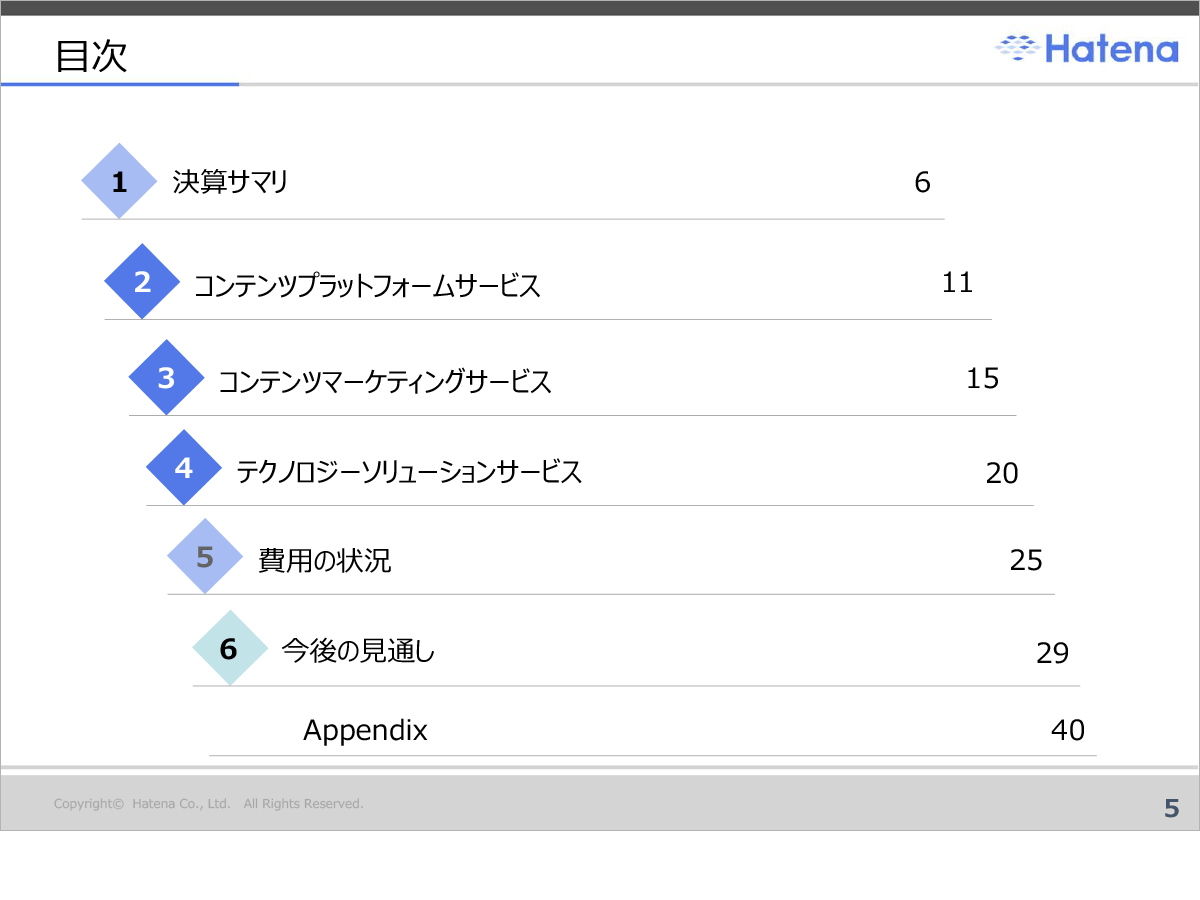 目次
Hatena
1 決算サマリ 6
2 コンテンツプラットフォームサービス 11
3 コンテンツマーケティングサービス 15
4 テクノロジーソリューションサービス 20
5 費用の状況 25
6 今後の見通し 29
Appendix 40
Copyright© Hatena Co., Ltd. All Rights Reserved.
5